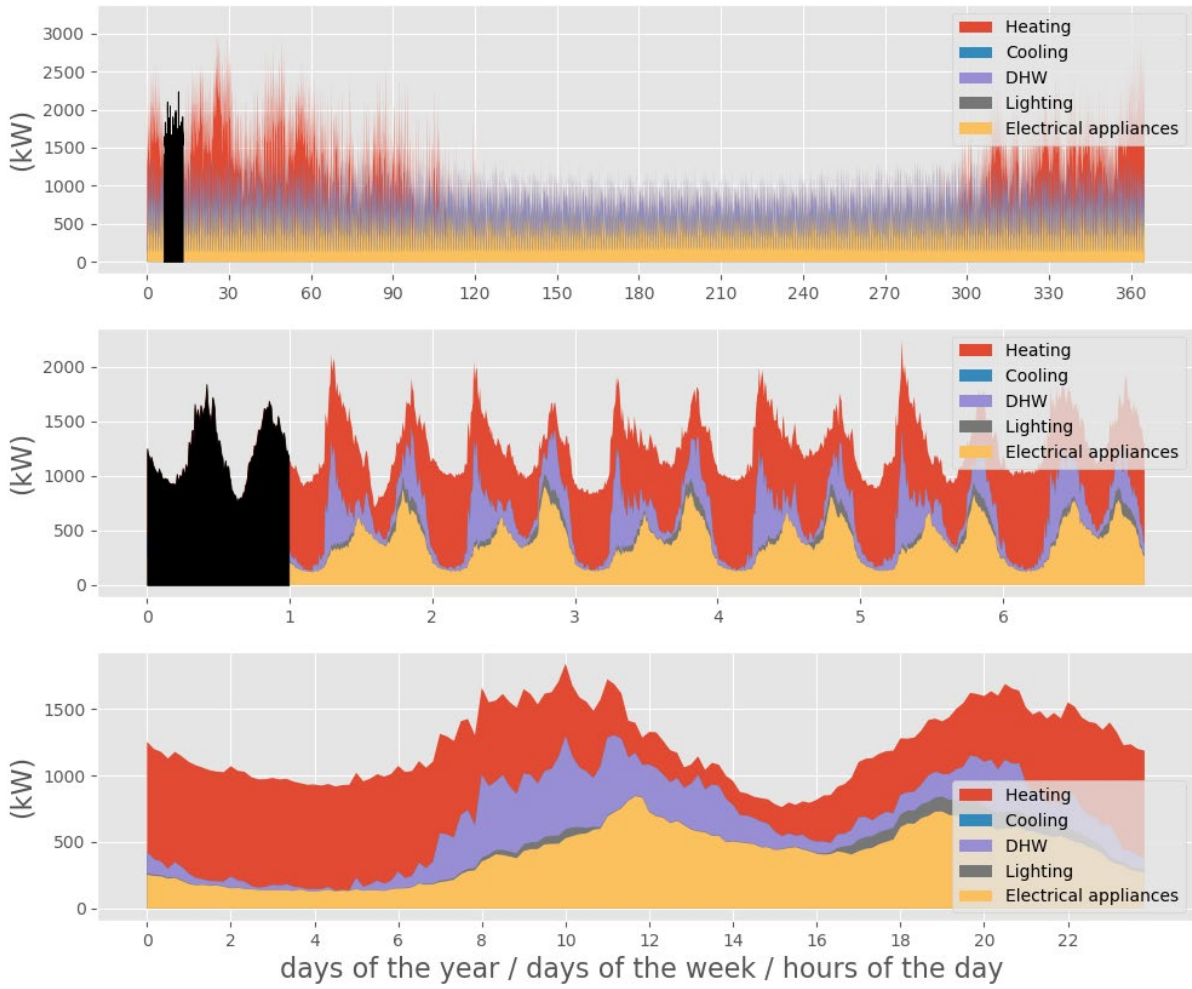 3000
2500
2000
1500
1000
500
0
(kW)
Heating
Cooling
DHW
Lighting
Electrical appliances
0 30 60 90 120 150 180 210 240 270 300 330 360
2000
1500
1000
500
0
(kW)
Heating
Cooling
DHW
Lighting
Electrical appliances
0 1 2 3 4 5 6
1500
1000
500
0
(kW)
Heating
Cooling
DHW
Lighting
Electrical appliances
0 2 4 6 8 10 12 14 16 18 20 22
days of the year / days of the week / hours of the day